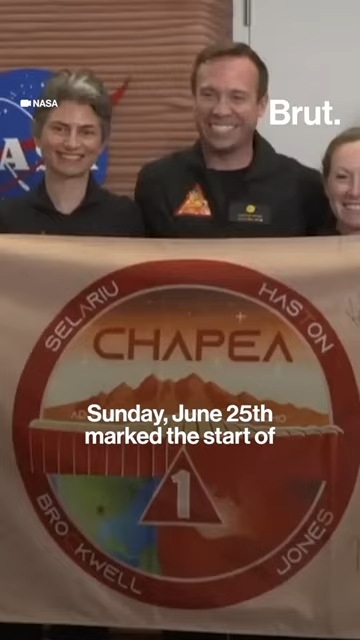 NASA
Brut.
SELARIU
HASTON
CHAPEA
Sunday, June 25th
marked the start of
1
BROCKWELL
JONES